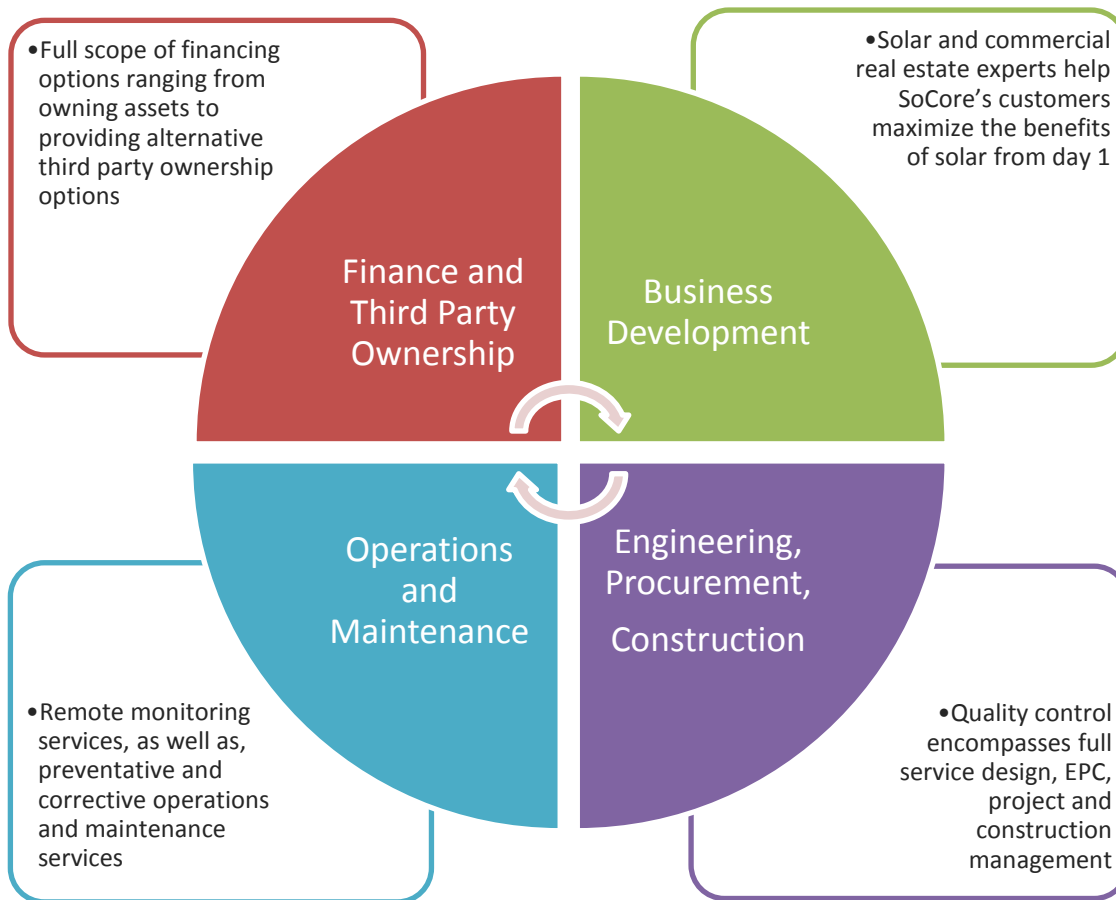 •Full scope of financing
options ranging from
owning assets to
providing alternative
third party ownership
options
•Solar and commercial
real estate experts help
SoCore’s customers
maximize the benefits
of solar from day 1
Finance and
Third Party
Ownership
Business
Development
Operations
and
Maintenance
Engineering,
Procurement,
Construction
•Remote monitoring
services, as well as,
preventative and
corrective operations
and maintenance
services
•Quality control
encompasses full
service design, EPC,
project and
construction
management